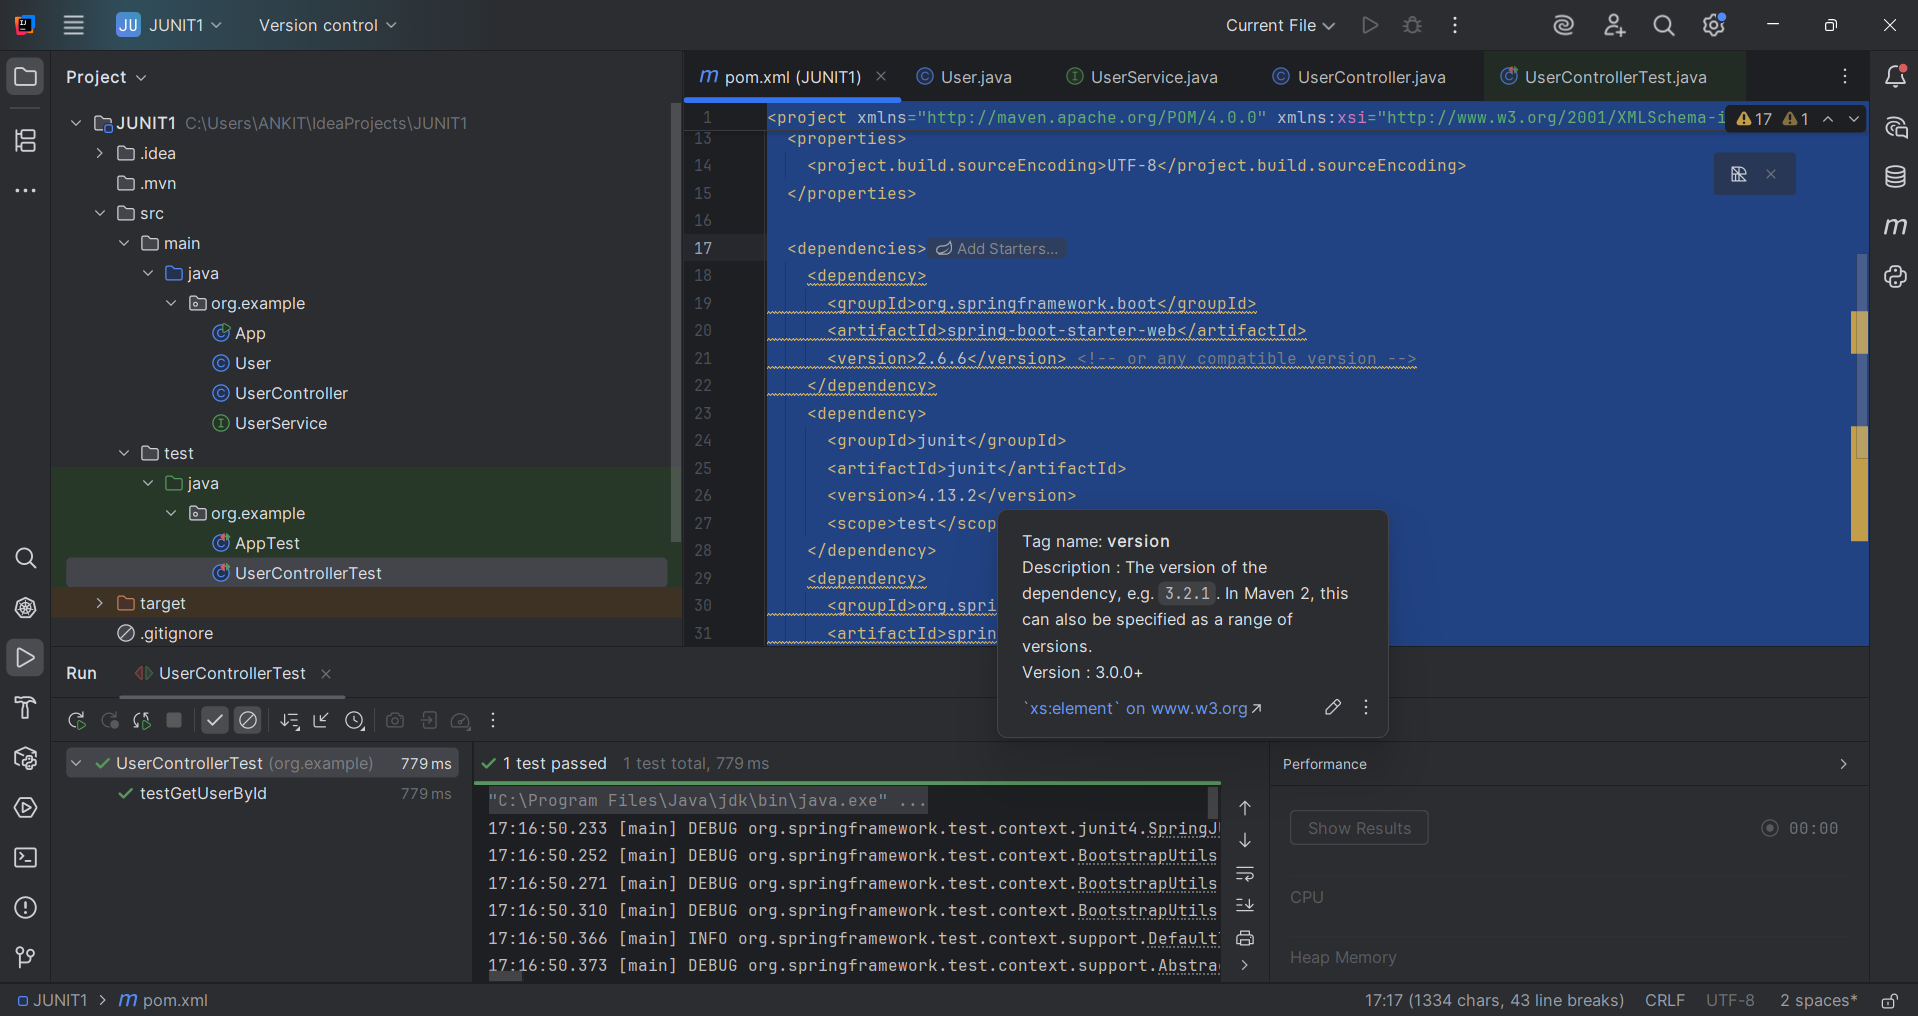 JU JUNIT1 Version control Current File
Project
pom.xml (JUNIT1) User.java UserService.java UserController.java UserControllerTest.java
JUNIT1 C:\Users\ANKIT\IdeaProjects\JUNIT1
.idea
.mvn
src
main
java
org.example
App
User
UserController
UserService
test
java
org.example
AppTest
UserControllerTest
target
.gitignore
1 <project xmlns="http://maven.apache.org/POM/4.0.0" xmlns:xsi="http://www.w3.org/2001/XMLSchema-i 17 1
13 <properties>
14 <project.build.sourceEncoding>UTF-8</project.build.sourceEncoding>
15 </properties>
16
17 <dependencies> Add Starters...
18 <dependency>
19 <groupId>org.springframework.boot</groupId>
20 <artifactId>spring-boot-starter-web</artifactId>
21 <version>2.6.6</version> <!-- or any compatible version -->
22 </dependency>
23 <dependency>
24 <groupId>junit</groupId>
25 <artifactId>junit</artifactId>
26 <version>4.13.2</version>
27 <scope>test</scop
28 </dependency>
29 <dependency>
30 <groupId>org.spri
31 <artifactId>sprin
Tag name: version
Description : The version of the
dependency, e.g. 3.2.1. In Maven 2, this
can also be specified as a range of
versions.
Version : 3.0.0+
`xs:element` on www.w3.org
Run UserControllerTest
UserControllerTest (org.example) 779 ms
testGetUserById 779 ms
1 test passed 1 test total, 779 ms
"C:\Program Files\Java\jdk\bin\java.exe" ...
17:16:50.233 [main] DEBUG org.springframework.test.context.junit4.SpringJ
17:16:50.252 [main] DEBUG org.springframework.test.context.BootstrapUtils
17:16:50.271 [main] DEBUG org.springframework.test.context.BootstrapUtils
17:16:50.310 [main] DEBUG org.springframework.test.context.BootstrapUtils
17:16:50.366 [main] INFO org.springframework.test.context.support.Default
17:16:50.373 [main] DEBUG org.springframework.test.context.support.Abstra
Performance
Show Results 00:00
CPU
Heap Memory
JUNIT1 > pom.xml 17:17 (1334 chars, 43 line breaks) CRLF UTF-8 2 spaces*